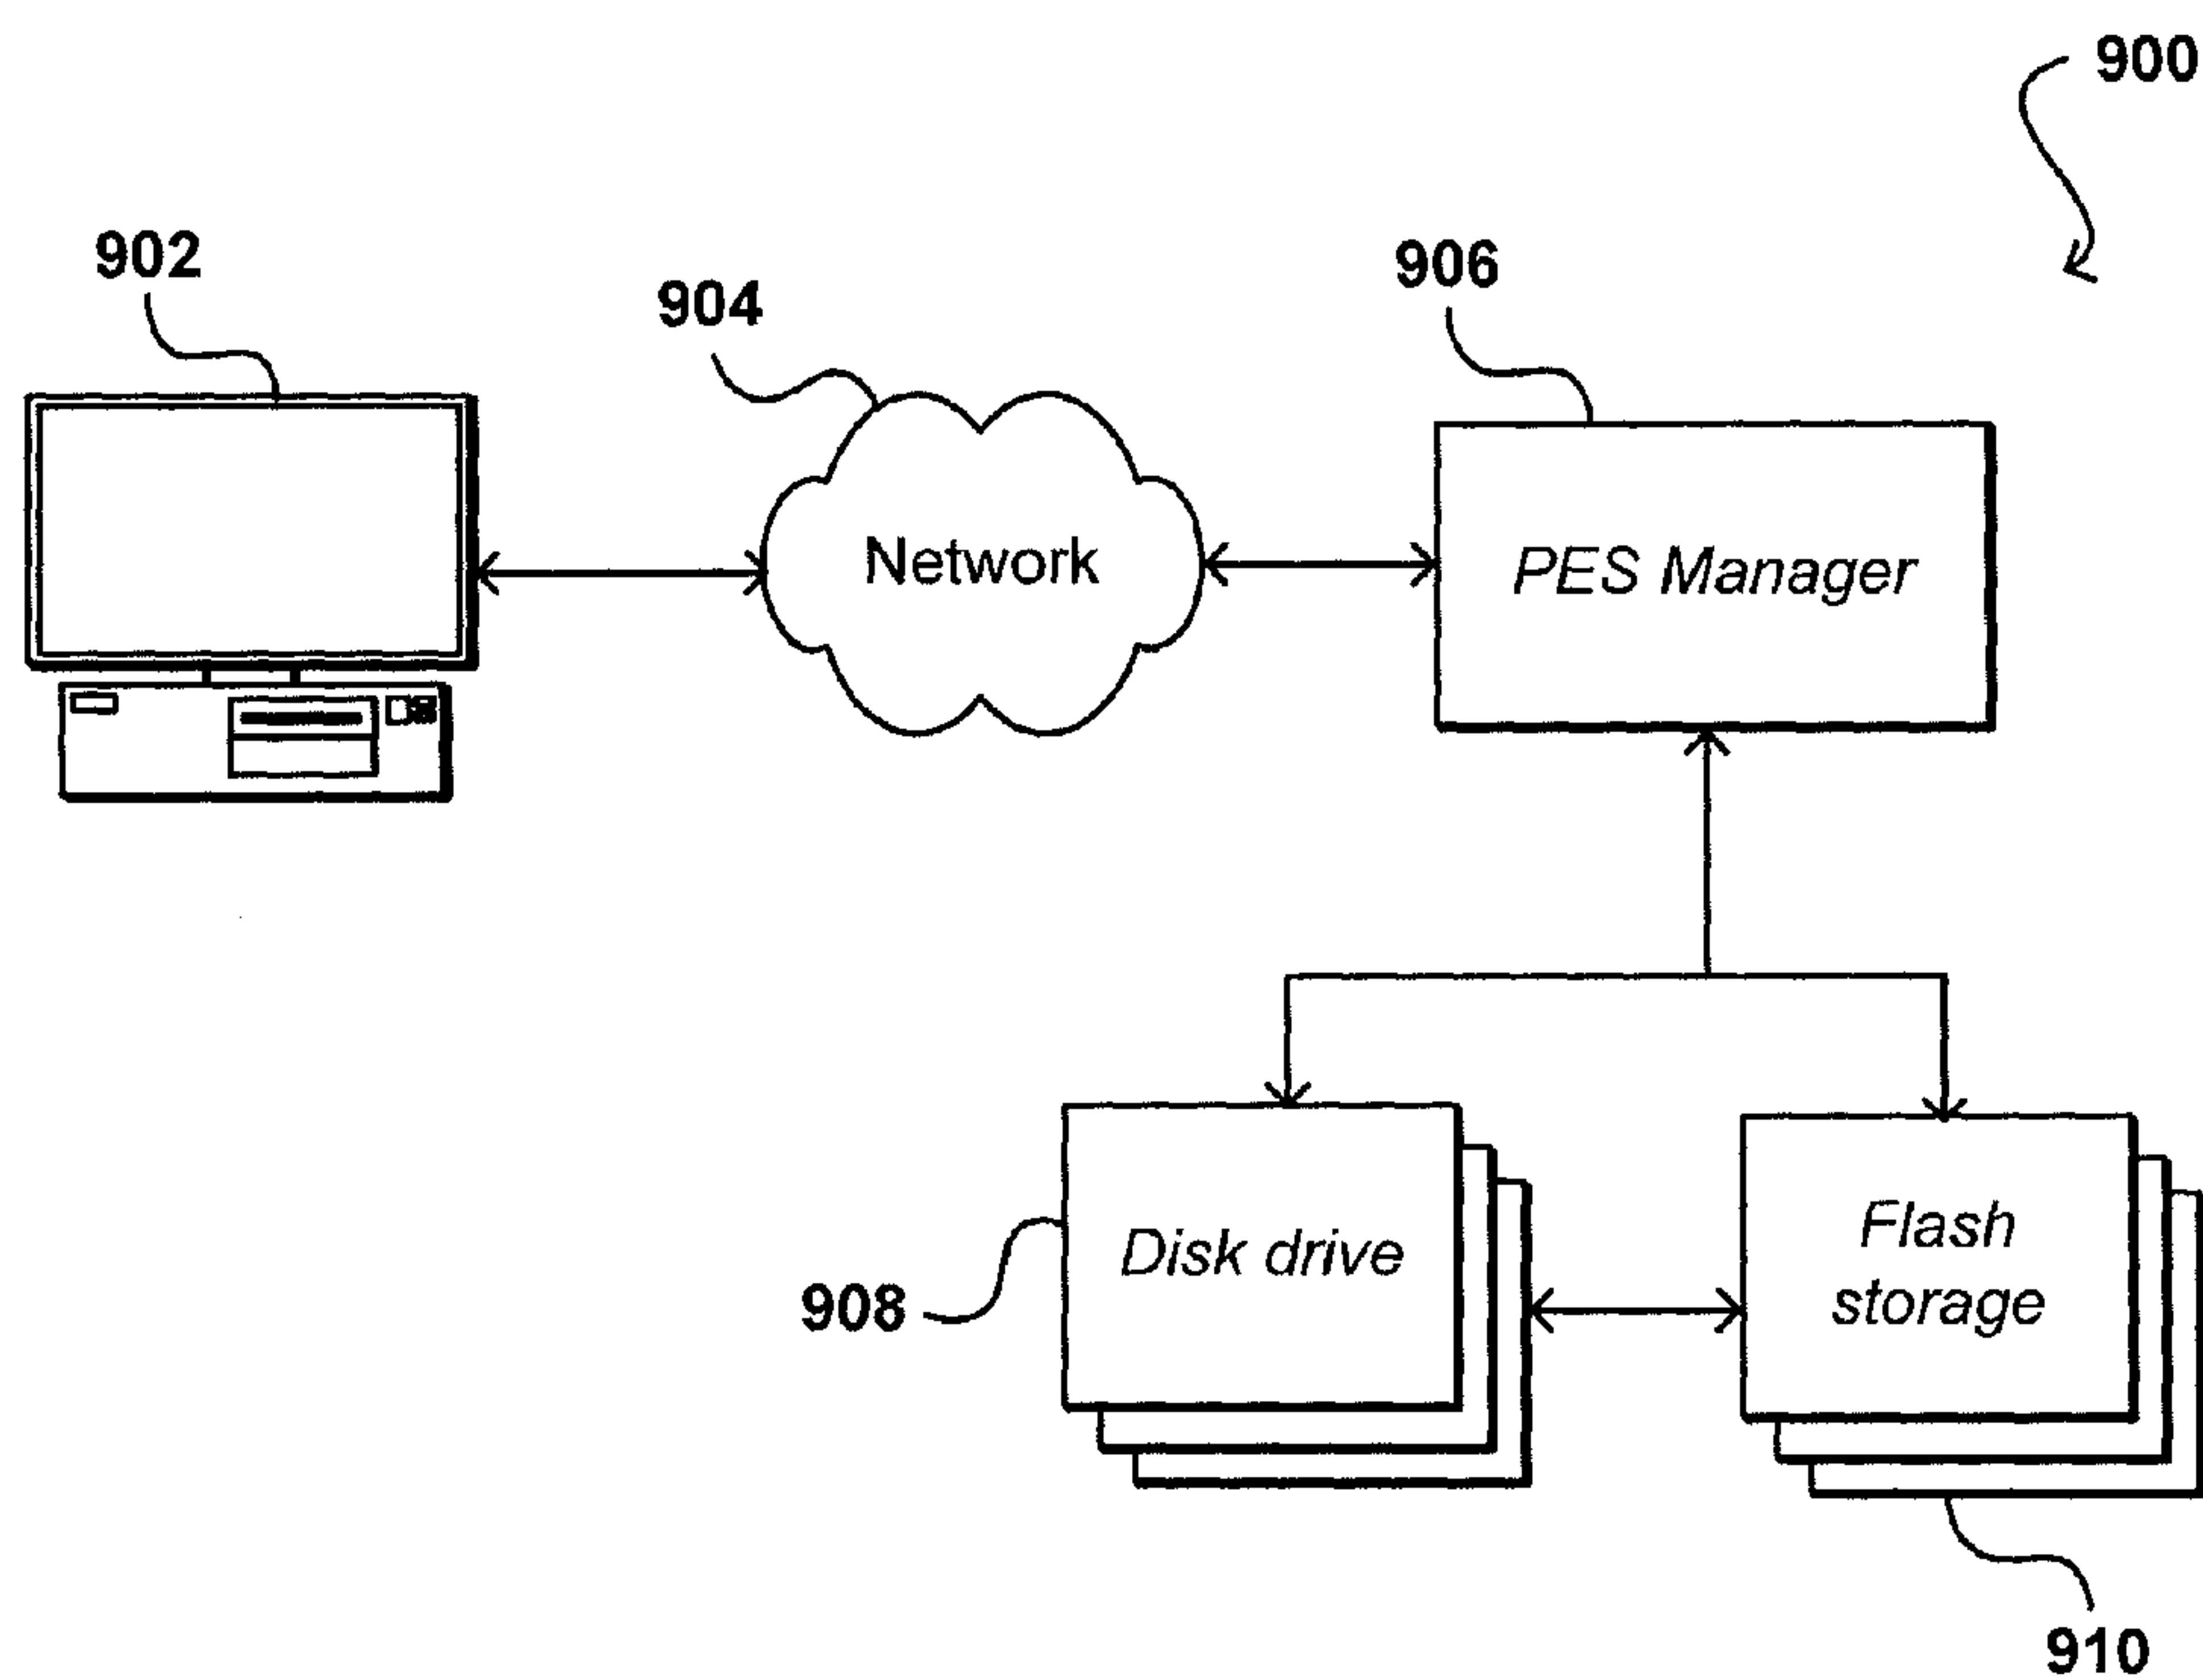 900
902
904
906
Network
PES Manager
Disk drive
Flash
storage
908
910